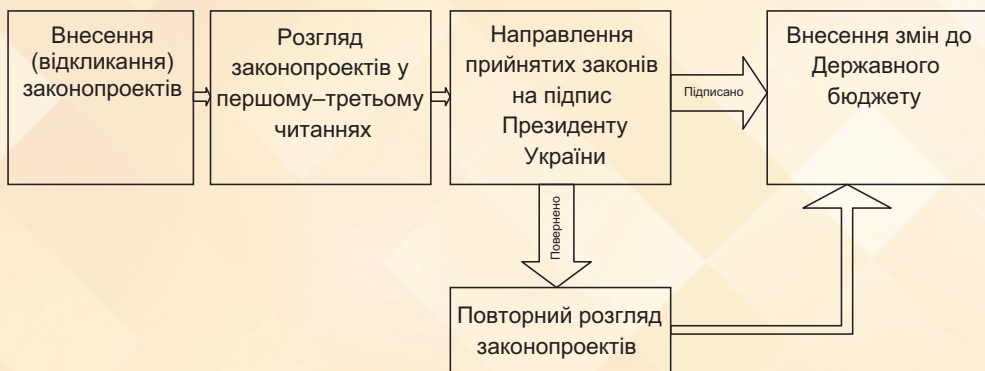 Внесення
(відкликання)
законопроектів
Розгляд
законопроектів у
першому–третьому
читаннях
Направлення
прийнятих законів
на підпис
Президенту
України
Підписано
Внесення змін до
Державного
бюджету
Повернено
Повторний розгляд
законопроектів